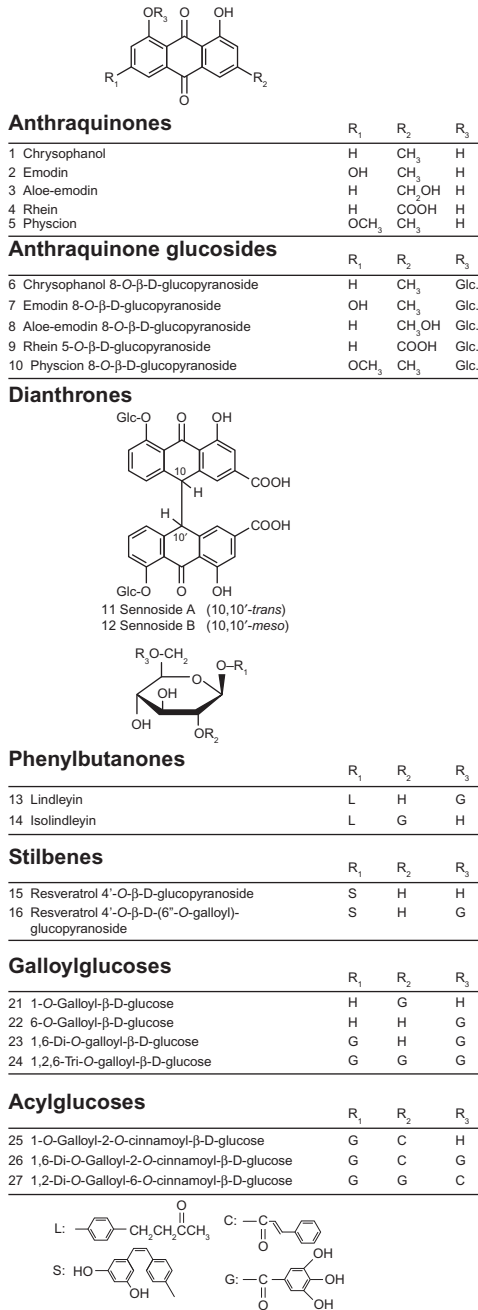 OR₃ O OH
R₁ O R₂
Anthraquinones R₁ R₂ R₃
1 Chrysophanol H CH₃ H
2 Emodin OH CH₃ H
3 Aloe-emodin H CH₂OH H
4 Rhein H COOH H
5 Physcion OCH₃ CH₃ H
Anthraquinone glucosides R₁ R₂ R₃
6 Chrysophanol 8-O-β-D-glucopyranoside H CH₃ Glc.
7 Emodin 8-O-β-D-glucopyranoside OH CH₃ Glc.
8 Aloe-emodin 8-O-β-D-glucopyranoside H CH₃OH Glc.
9 Rhein 5-O-β-D-glucopyranoside H COOH Glc.
10 Physcion 8-O-β-D-glucopyranoside OCH₃ CH₃ Glc.
Dianthrones
Glc-O O OH
10 COOH
H
H
10′ COOH
Glc-O O OH
11 Sennoside A (10,10′-trans)
12 Sennoside B (10,10′-meso)
R₃O-CH₂
O O–R₁
OH
OH OR₂
Phenylbutanones R₁ R₂ R₃
13 Lindleyin L H G
14 Isolindleyin L G H
Stilbenes R₁ R₂ R₃
15 Resveratrol 4'-O-β-D-glucopyranoside S H H
16 Resveratrol 4'-O-β-D-(6"-O-galloyl)- S H G
glucopyranoside
Galloylglucoses R₁ R₂ R₃
21 1-O-Galloyl-β-D-glucose H G H
22 6-O-Galloyl-β-D-glucose H H G
23 1,6-Di-O-galloyl-β-D-glucose G H G
24 1,2,6-Tri-O-galloyl-β-D-glucose G G G
Acylglucoses R₁ R₂ R₃
25 1-O-Galloyl-2-O-cinnamoyl-β-D-glucose G C H
26 1,6-Di-O-Galloyl-2-O-cinnamoyl-β-D-glucose G C G
27 1,2-Di-O-Galloyl-6-O-cinnamoyl-β-D-glucose G G C
L: CH₂CH₂CCH₃ O C: C O
S: HO OH G: C O OH OH OH